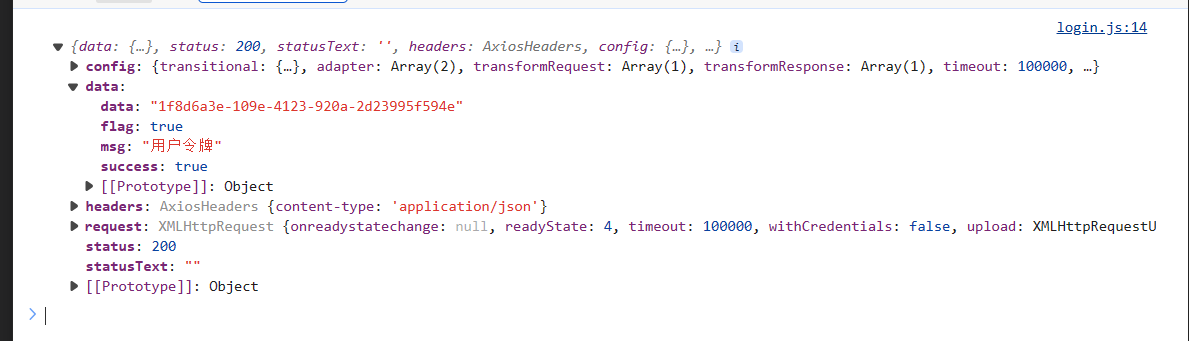 login.js:14
▼ {data: {…}, status: 200, statusText: '', headers: AxiosHeaders, config: {…}, …} i
▶ config: {transitional: {…}, adapter: Array(2), transformRequest: Array(1), transformResponse: Array(1), timeout: 100000, …}
▼ data:
data: "1f8d6a3e-109e-4123-920a-2d23995f594e"
flag: true
msg: "用户令牌"
success: true
▶ [[Prototype]]: Object
▶ headers: AxiosHeaders {content-type: 'application/json'}
▶ request: XMLHttpRequest {onreadystatechange: null, readyState: 4, timeout: 100000, withCredentials: false, upload: XMLHttpRequestU
status: 200
statusText: ""
▶ [[Prototype]]: Object
>